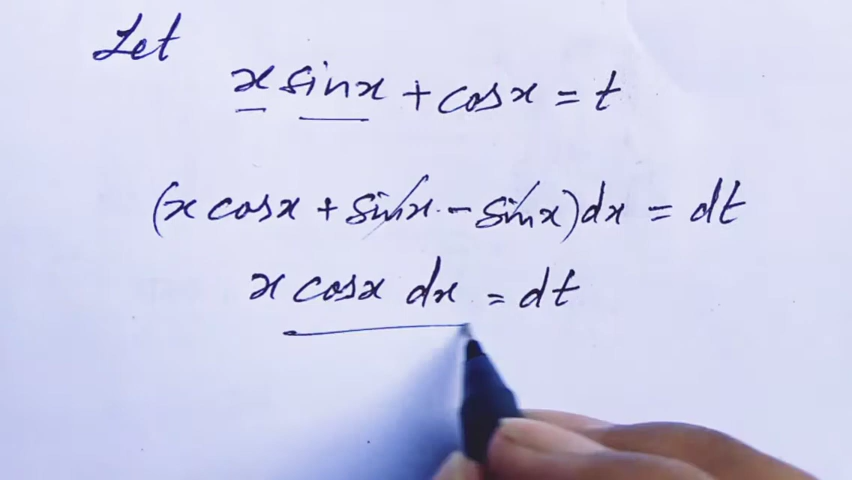 Let
x sinx + cosx = t
(x cosx + sinx - sinx)dx = dt
x cosx dx = dt